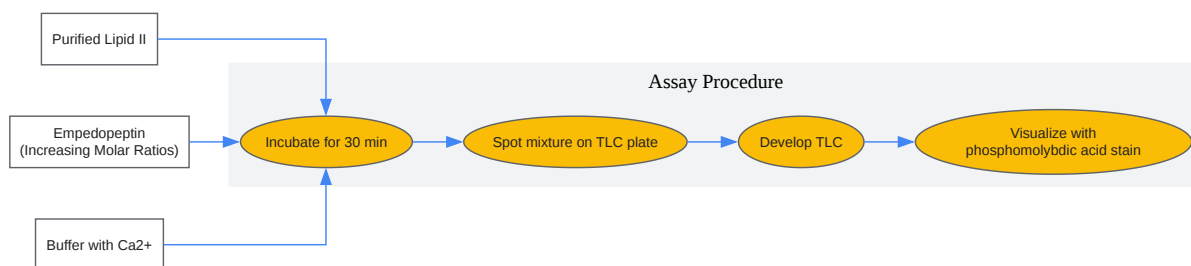 Purified Lipid II
Assay Procedure
Empedopeptin
(Increasing Molar Ratios)
Incubate for 30 min
Spot mixture on TLC plate
Develop TLC
Visualize with
phosphomolybdic acid stain
Buffer with Ca2+